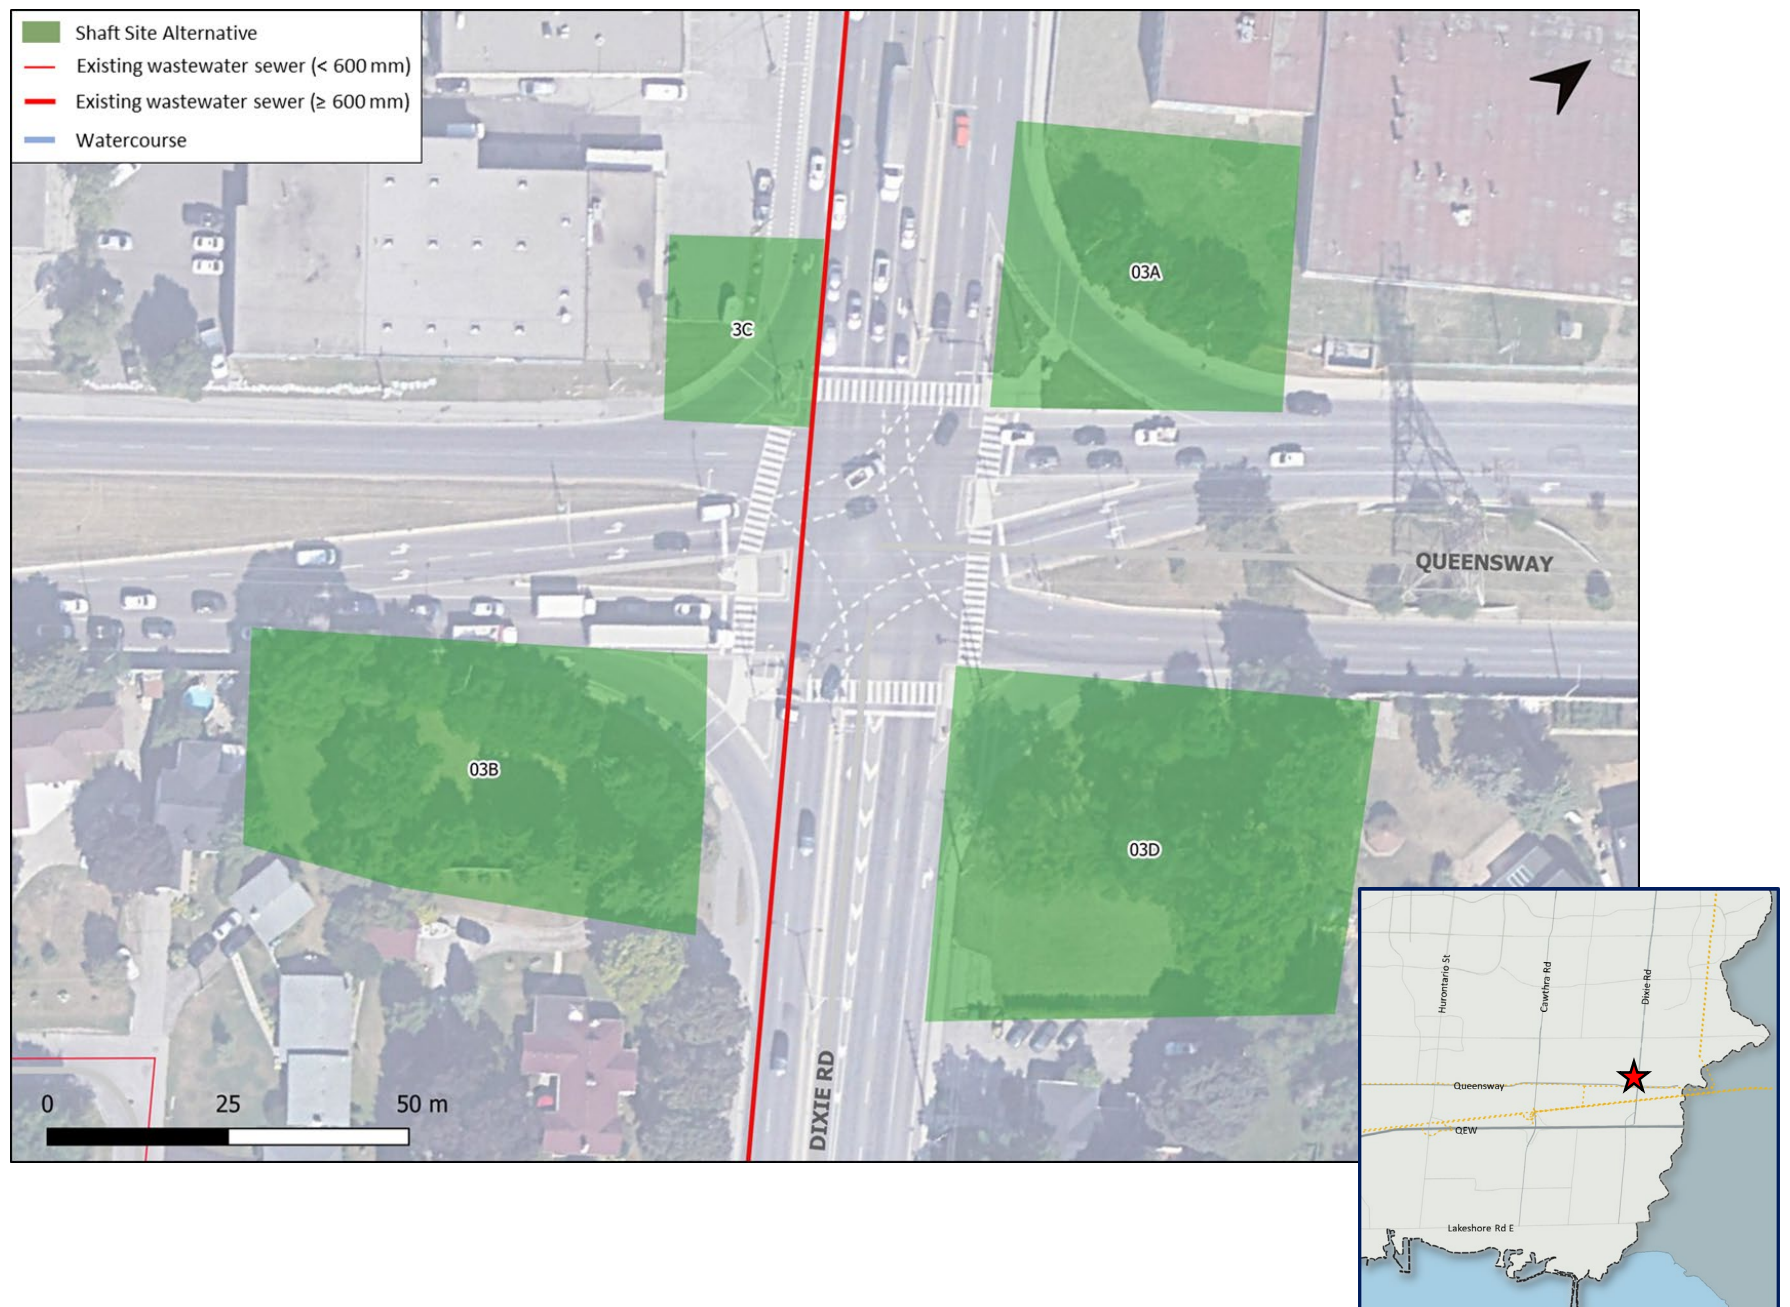 Shaft Site Alternative
Existing wastewater sewer (< 600 mm)
Existing wastewater sewer (≥ 600 mm)
Watercourse
03A
3C
QUEENSWAY
03B
03D
DIXIE RD
0 25 50 m
Hurontario St
Cawthra Rd
Dixie Rd
Queensway
QEW
Lakeshore Rd E